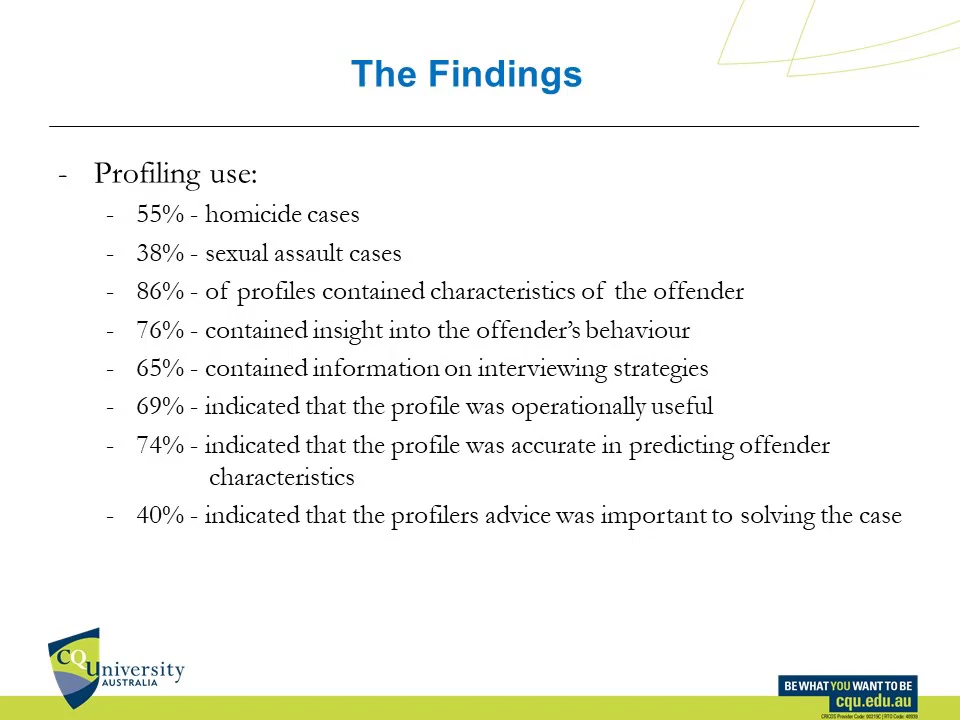 The Findings
- Profiling use:
- 55% - homicide cases
- 38% - sexual assault cases
- 86% - of profiles contained characteristics of the offender
- 76% - contained insight into the offender’s behaviour
- 65% - contained information on interviewing strategies
- 69% - indicated that the profile was operationally useful
- 74% - indicated that the profile was accurate in predicting offender
characteristics
- 40% - indicated that the profilers advice was important to solving the case
CQUniversity
AUSTRALIA
BE WHAT YOU WANT TO BE
cqu.edu.au